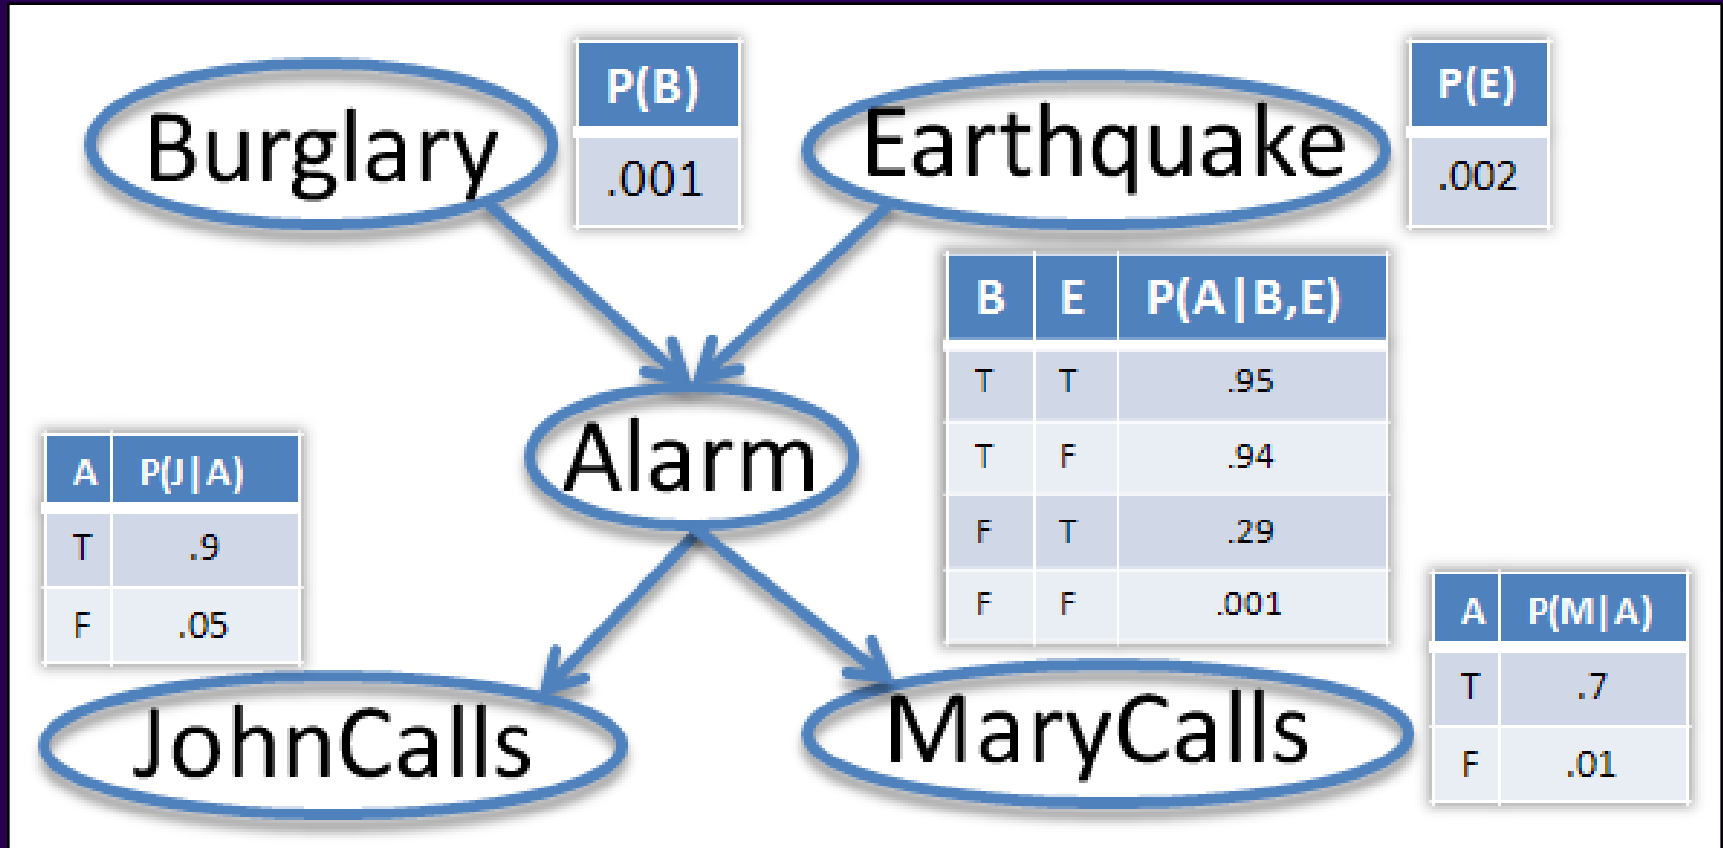 Burglary
P(B)
.001
Earthquake
P(E)
.002
B E P(A|B,E)
T T .95
T F .94
F T .29
F F .001
Alarm
A P(J|A)
T .9
F .05
A P(M|A)
T .7
F .01
JohnCalls
MaryCalls